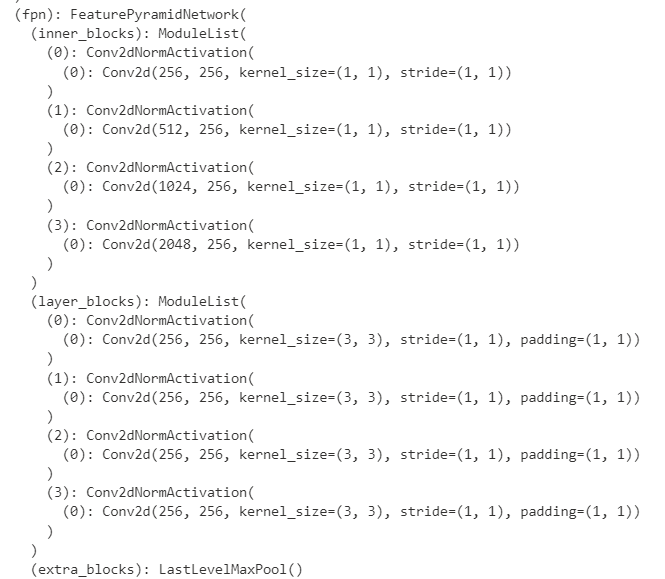 (fpn): FeaturePyramidNetwork(
(inner_blocks): ModuleList(
(0): Conv2dNormActivation(
(0): Conv2d(256, 256, kernel_size=(1, 1), stride=(1, 1))
)
(1): Conv2dNormActivation(
(0): Conv2d(512, 256, kernel_size=(1, 1), stride=(1, 1))
)
(2): Conv2dNormActivation(
(0): Conv2d(1024, 256, kernel_size=(1, 1), stride=(1, 1))
)
(3): Conv2dNormActivation(
(0): Conv2d(2048, 256, kernel_size=(1, 1), stride=(1, 1))
)
)
(layer_blocks): ModuleList(
(0): Conv2dNormActivation(
(0): Conv2d(256, 256, kernel_size=(3, 3), stride=(1, 1), padding=(1, 1))
)
(1): Conv2dNormActivation(
(0): Conv2d(256, 256, kernel_size=(3, 3), stride=(1, 1), padding=(1, 1))
)
(2): Conv2dNormActivation(
(0): Conv2d(256, 256, kernel_size=(3, 3), stride=(1, 1), padding=(1, 1))
)
(3): Conv2dNormActivation(
(0): Conv2d(256, 256, kernel_size=(3, 3), stride=(1, 1), padding=(1, 1))
)
)
(extra_blocks): LastLevelMaxPool()